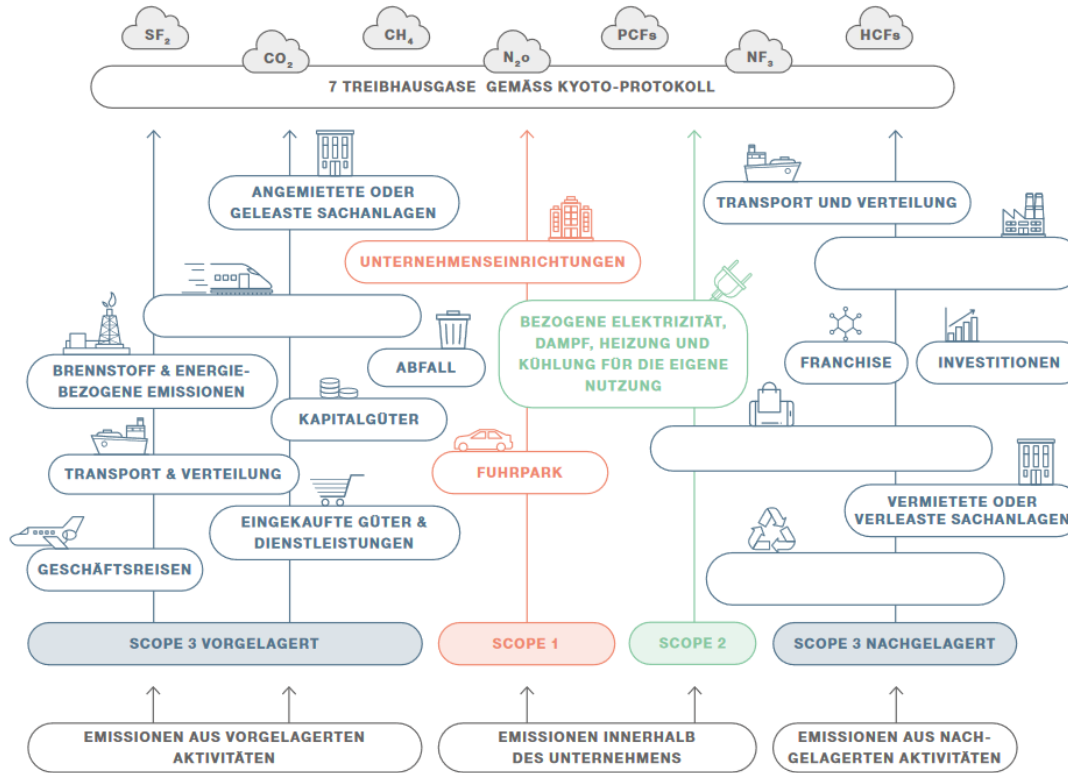 SF₂
CO₂
CH₄
N₂O
PCFs
NF₃
HCFs
7 TREIBHAUSGASE GEMÄSS KYOTO-PROTOKOLL
ANGEMIETETE ODER
GELEASTE SACHANLAGEN
TRANSPORT UND VERTEILUNG
UNTERNEHMENSEINRICHTUNGEN
BEZOGENE ELEKTRIZITÄT,
DAMPF, HEIZUNG UND
KÜHLUNG FÜR DIE EIGENE
NUTZUNG
BRENNSTOFF & ENERGIE-
BEZOGENE EMISSIONEN
ABFALL
FRANCHISE
INVESTITIONEN
KAPITALGÜTER
TRANSPORT & VERTEILUNG
FUHRPARK
VERMIETETE ODER
VERLEASTE SACHANLAGEN
EINGEKAUFTE GÜTER &
DIENSTLEISTUNGEN
GESCHÄFTSREISEN
SCOPE 3 VORGELAGERT
SCOPE 1
SCOPE 2
SCOPE 3 NACHGELAGERT
EMISSIONEN AUS VORGELAGERTEN
AKTIVITÄTEN
EMISSIONEN INNERHALB
DES UNTERNEHMENS
EMISSIONEN AUS NACH-
GELAGERTEN AKTIVITÄTEN